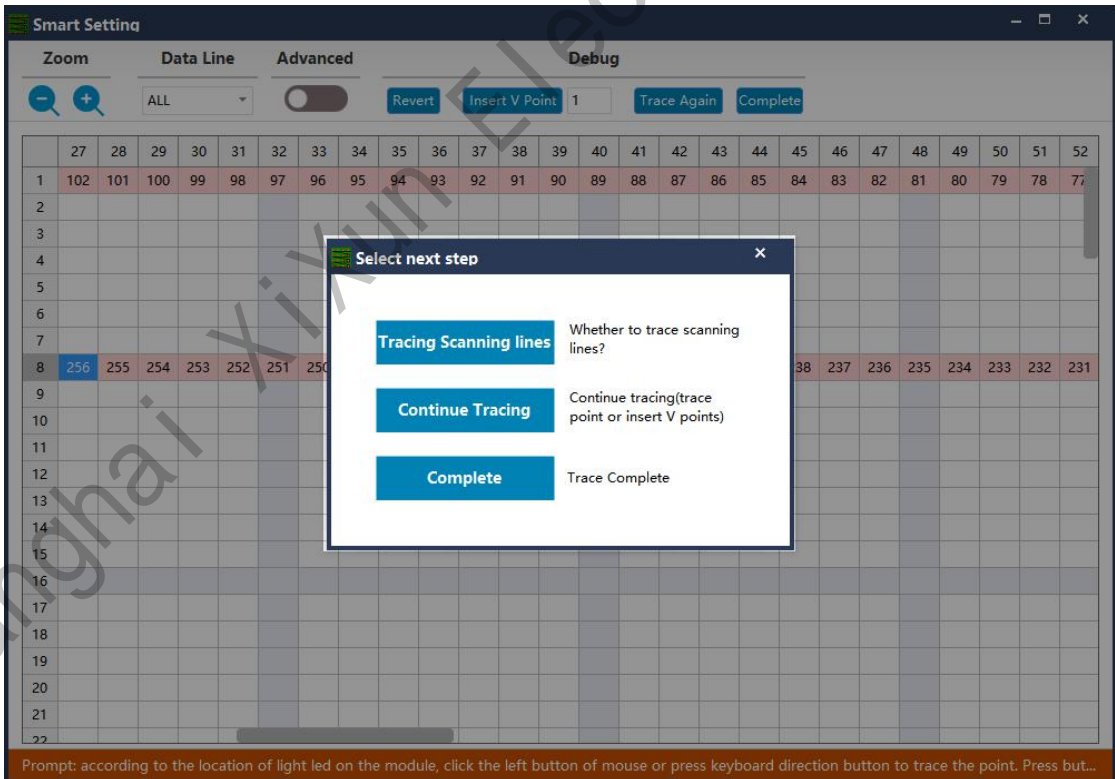 Smart Setting
Zoom Data Line Advanced Debug
ALL Revert Insert V Point 1 Trace Again Complete
27 28 29 30 31 32 33 34 35 36 37 38 39 40 41 42 43 44 45 46 47 48 49 50 51 52
1 102 101 100 99 98 97 96 95 94 93 92 91 90 89 88 87 86 85 84 83 82 81 80 79 78 77
2
3
4
5
6
7
8 256 255 254 253 252 251 250 238 237 236 235 234 233 232 231
9
10
11
12
13
14
15
16
17
18
19
20
21
22
Select next step
Tracing Scanning lines Whether to trace scanning
lines?
Continue Tracing Continue tracing(trace
point or insert V points)
Complete Trace Complete
Prompt: according to the location of light led on the module, click the left button of mouse or press keyboard direction button to trace the point. Press but...
anghai XiXun Elec